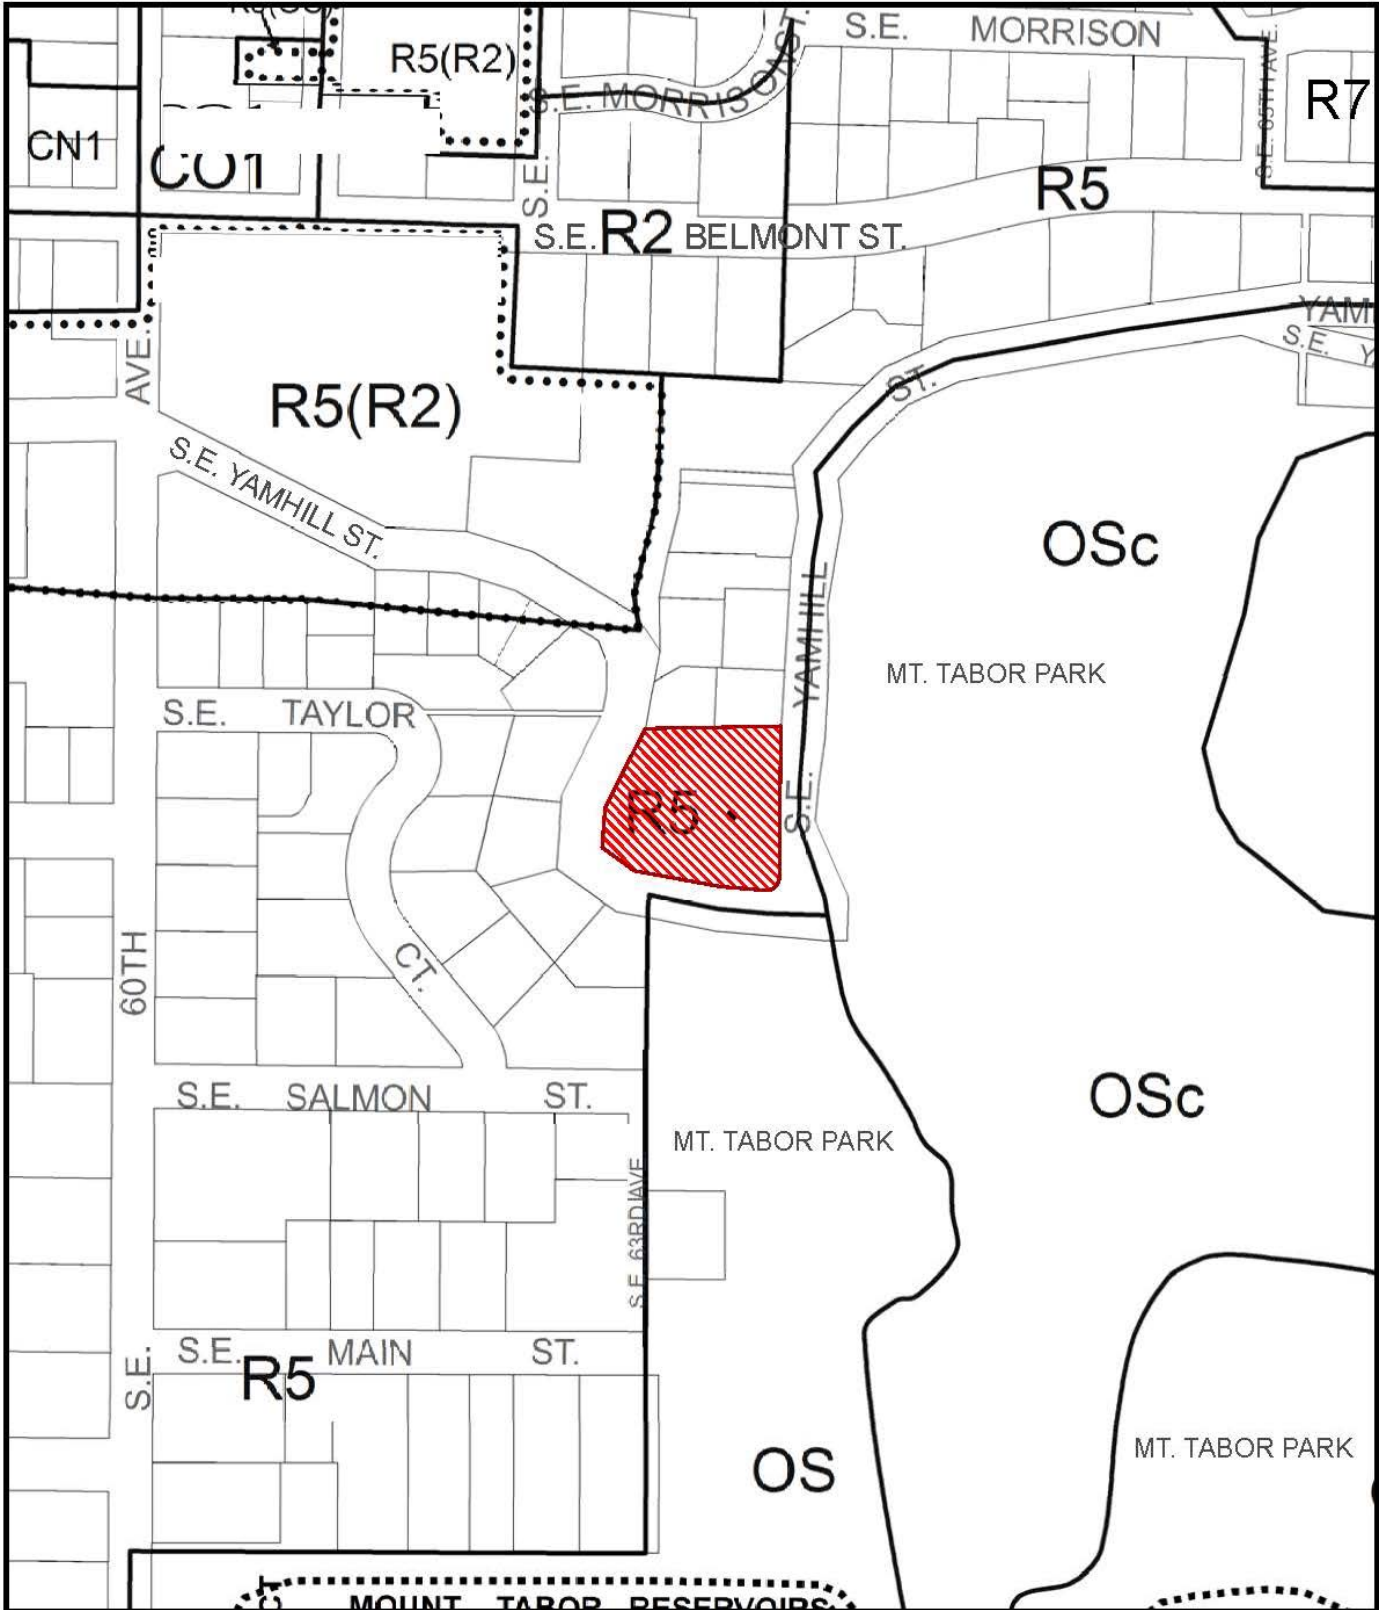 S.E. MORRISON
R5(R2)
R7
S.E. MORRISON ST.
S.E. 65TH AVE.
CN1
CO1
R5
S.E.
S.E. BELMONT ST.
R2
YAMI
S.E. Y
AVE.
ST.
R5(R2)
S.E. YAMHILL ST.
OSc
S.E. YAMHILL
MT. TABOR PARK
S.E. TAYLOR
R5
60TH
CT.
S.E. SALMON ST.
OSc
MT. TABOR PARK
S.E. 63RD AVE
S.E. MAIN ST.
S.E.
R5
OS
MT. TABOR PARK
CT
MOUNT TABOR RESERVOIRS